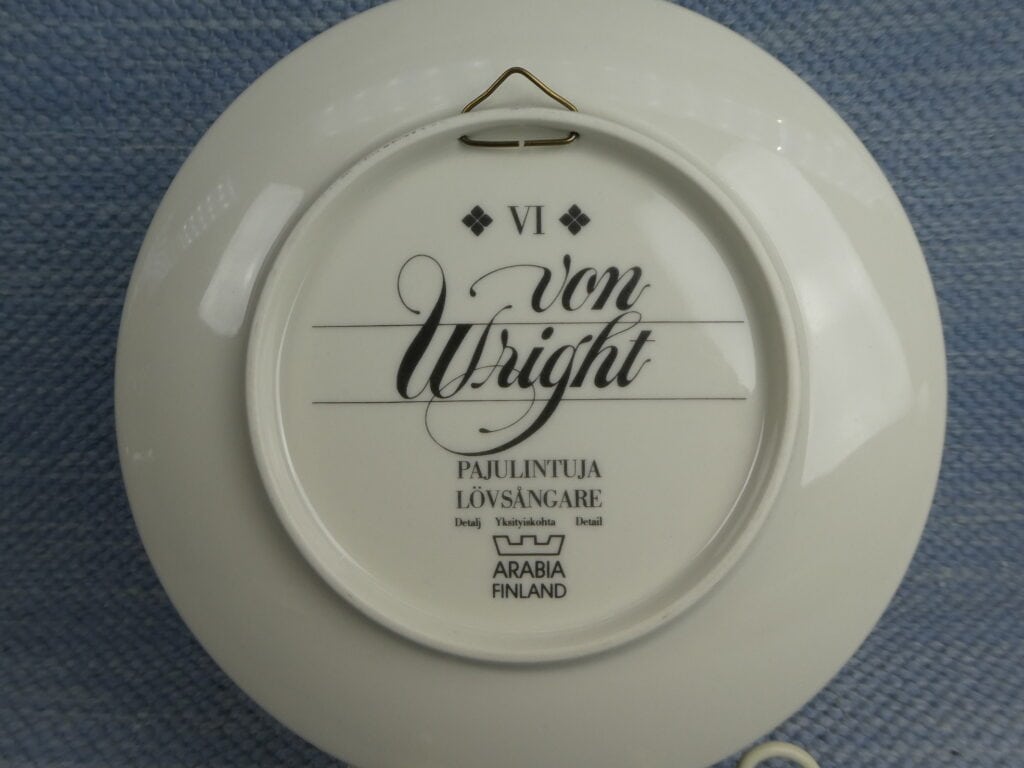 VI
von
Wright
PAJULINTUJA
LÖVSÅNGARE
Detalj Yksityiskohta Detail
ARABIA
FINLAND